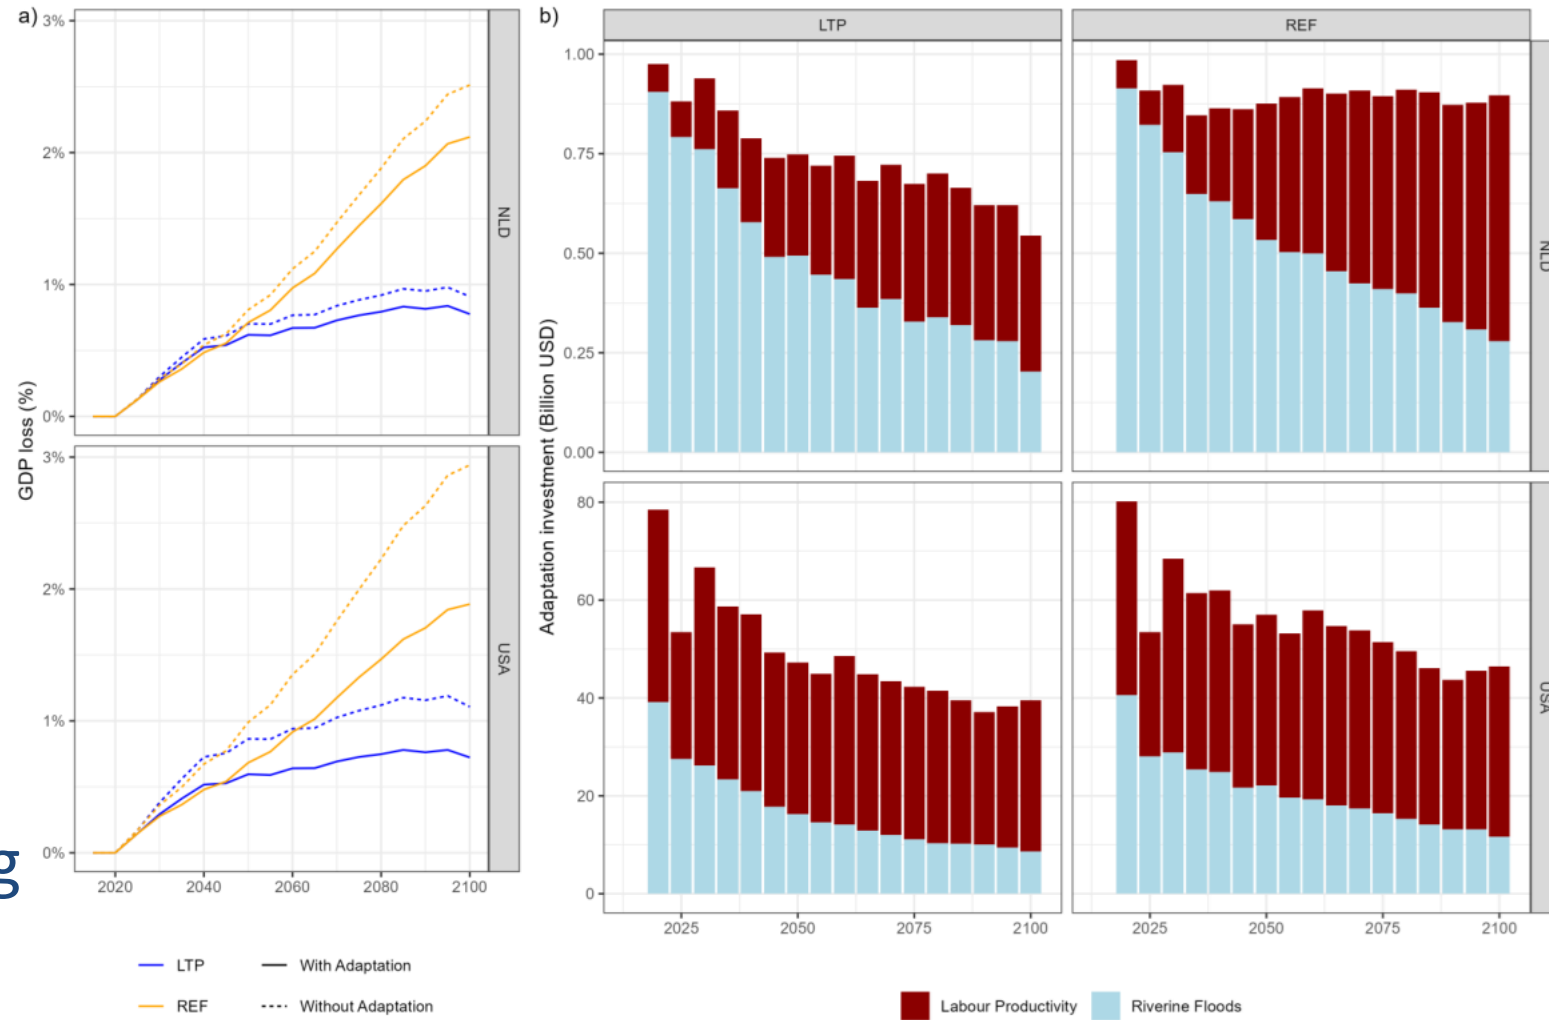 a)
3%
2%
1%
0%
NLD
3%
2%
1%
0%
USA
GDP loss (%)
2020 2040 2060 2080 2100
LTP With Adaptation
REF Without Adaptation
b)
LTP REF
1.00
0.75
0.50
0.25
0.00
NLD
80
60
40
20
0
USA
Adaptation investment (Billion USD)
2025 2050 2075 2100 2025 2050 2075 2100
Labour Productivity Riverine Floods
g